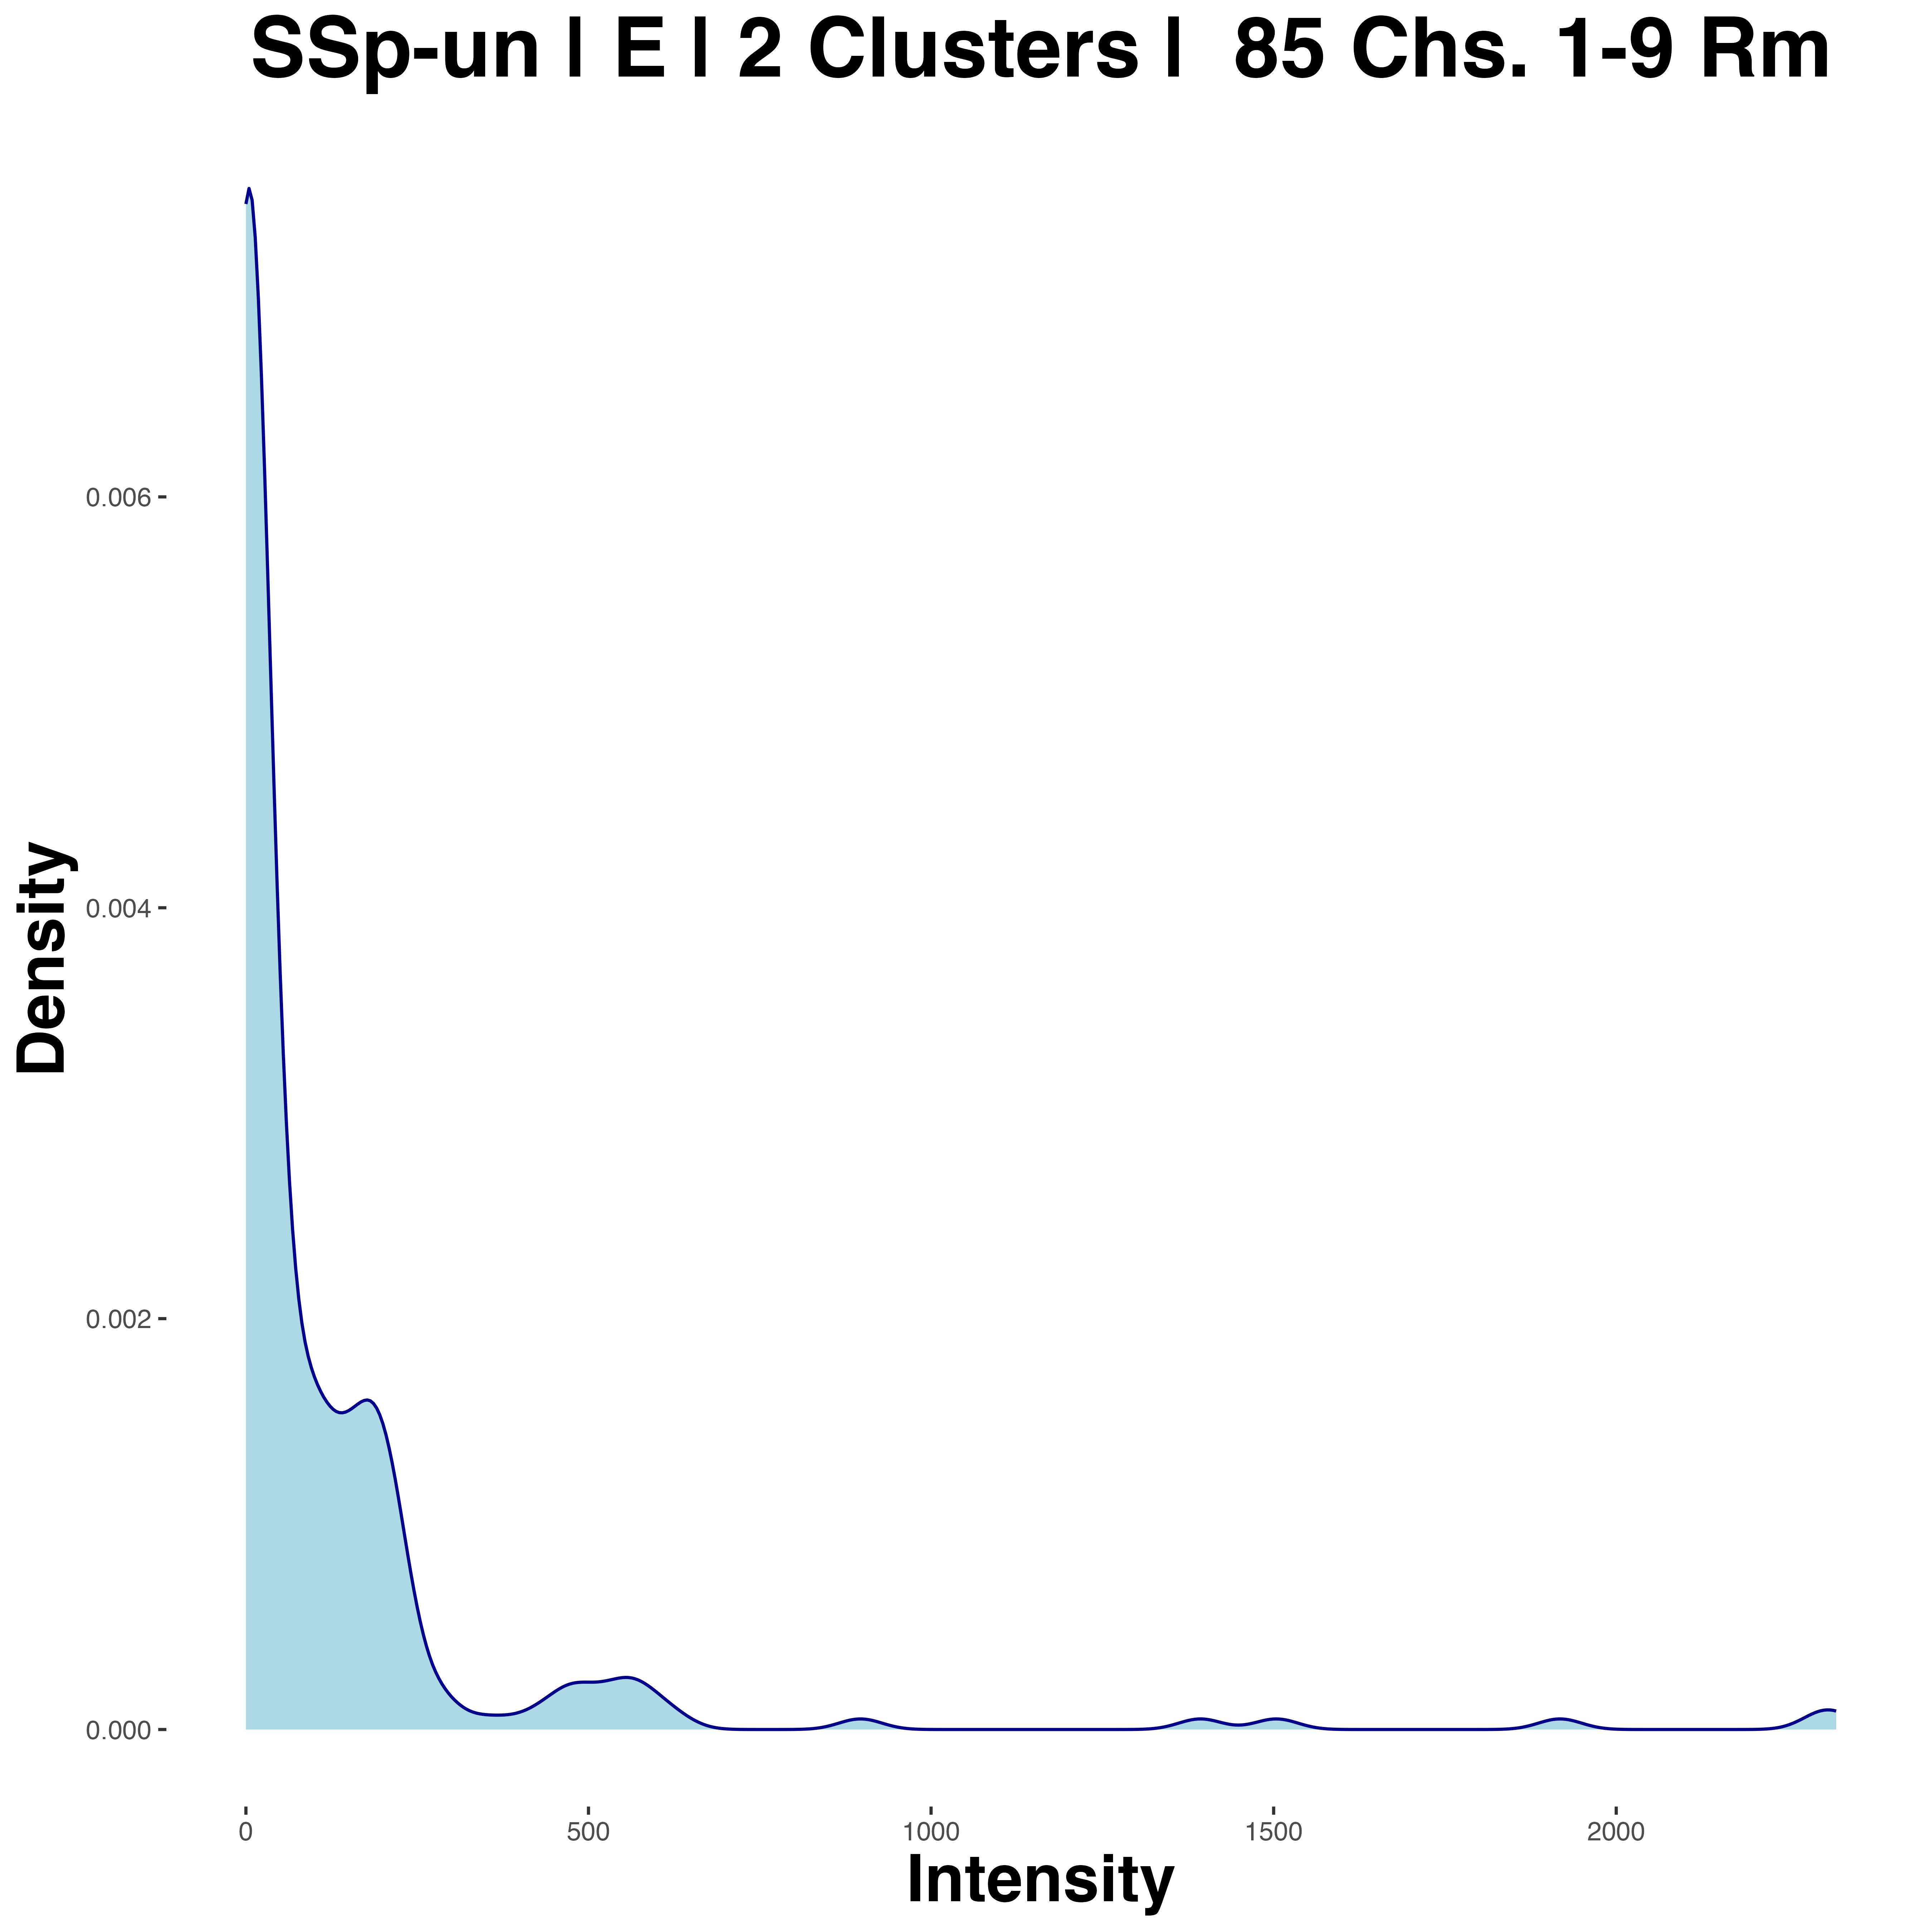 SSp-un | E | 2 Clusters |  85 Chs. 1-9 Rm
Density
0.006
0.004
0.002
0.000
0 500 1000 1500 2000
Intensity